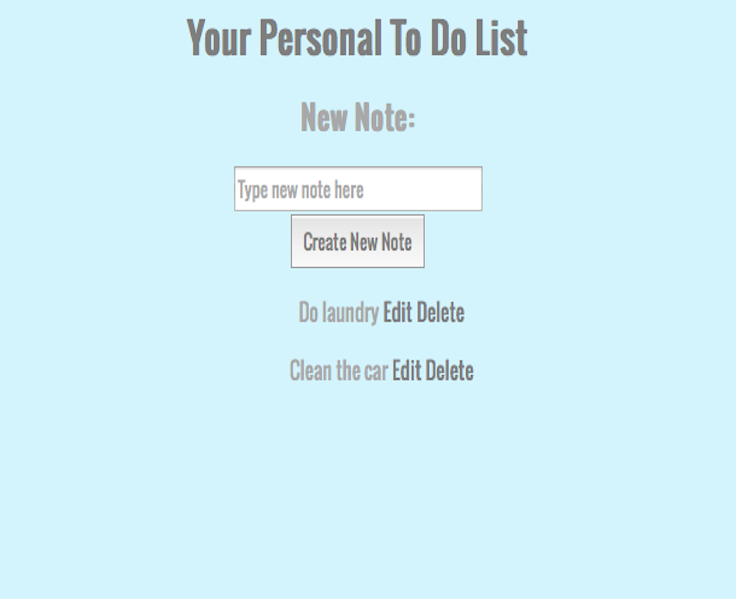 Your Personal To Do List
New Note:
Type new note here
Create New Note
Do laundry Edit Delete
Clean the car Edit Delete